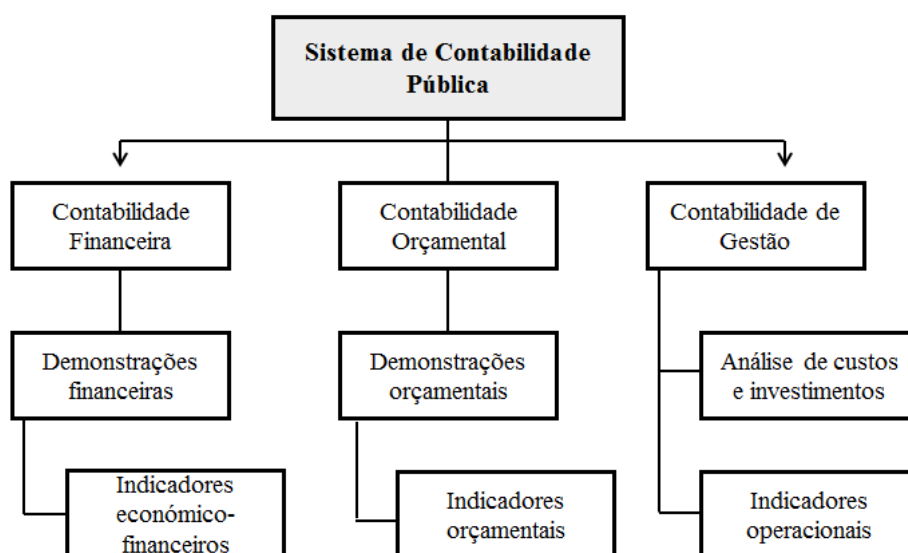 Sistema de Contabilidade
Pública
Contabilidade
Financeira
Contabilidade
Orçamental
Contabilidade de
Gestão
Demonstrações
financeiras
Demonstrações
orçamentais
Análise de custos
e investimentos
Indicadores
económico-
financeiros
Indicadores
orçamentais
Indicadores
operacionais